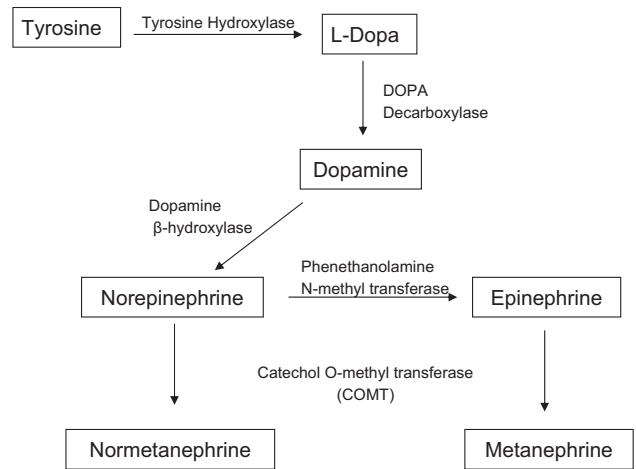 Tyrosine
Tyrosine Hydroxylase
L-Dopa
DOPA
Decarboxylase
Dopamine
Dopamine
β-hydroxylase
Phenethanolamine
N-methyl transferase
Norepinephrine
Epinephrine
Catechol O-methyl transferase
(COMT)
Normetanephrine
Metanephrine